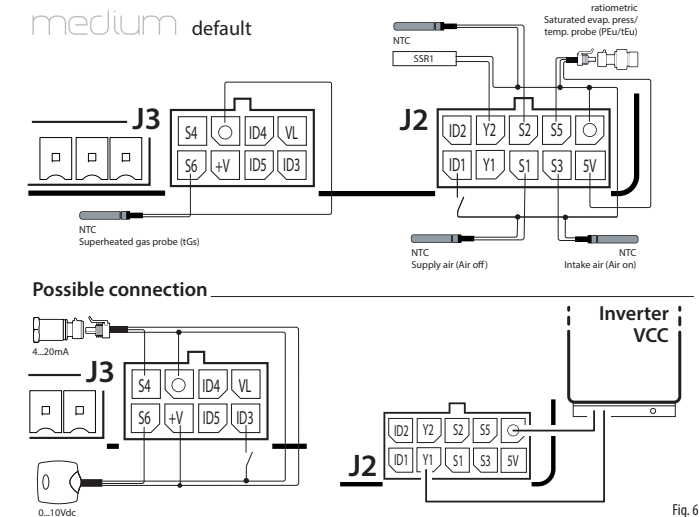 medium default
ratiometric
Saturated evap. press/
temp. probe (PEu/tEu)
NTC
SSR1
J3
S4 ID4 VL
S6 +V ID5 ID3
J2
ID2 Y2 S2 S5
ID1 Y1 S1 S3 5V
NTC
Superheated gas probe (tGs)
NTC
Supply air (Air off)
NTC
Intake air (Air on)
Possible connection
4...20mA
J3
S4 ID4 VL
S6 +V ID5 ID3
0...10Vdc
Inverter
VCC
J2
ID2 Y2 S2 S5
ID1 Y1 S1 S3 5V
Fig. 6